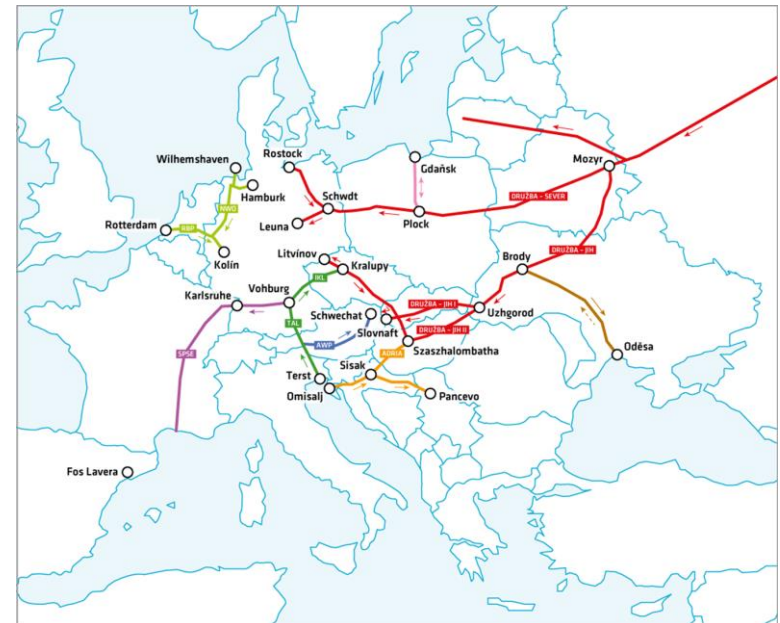 Wilhemshaven
Rostock
Gdaňsk
Mozyr
Hamburk
Schwdt
DRUŽBA – SEVER
NWO
Rotterdam
RRP
Leuna
Plock
Kolín
Litvínov
Kralupy
Brody
DRUŽBA – JIH
IKL
Karlsruhe
Vohburg
Schwechat
DRUŽBA – JIH I
Uzhgorod
Slovnaft
DRUŽBA – JIH II
TAL
AWP
Szaszhalombatha
SPSE
ADRIA
Oděsa
Terst
Sisak
Omisalj
Pancevo
Fos Lavera